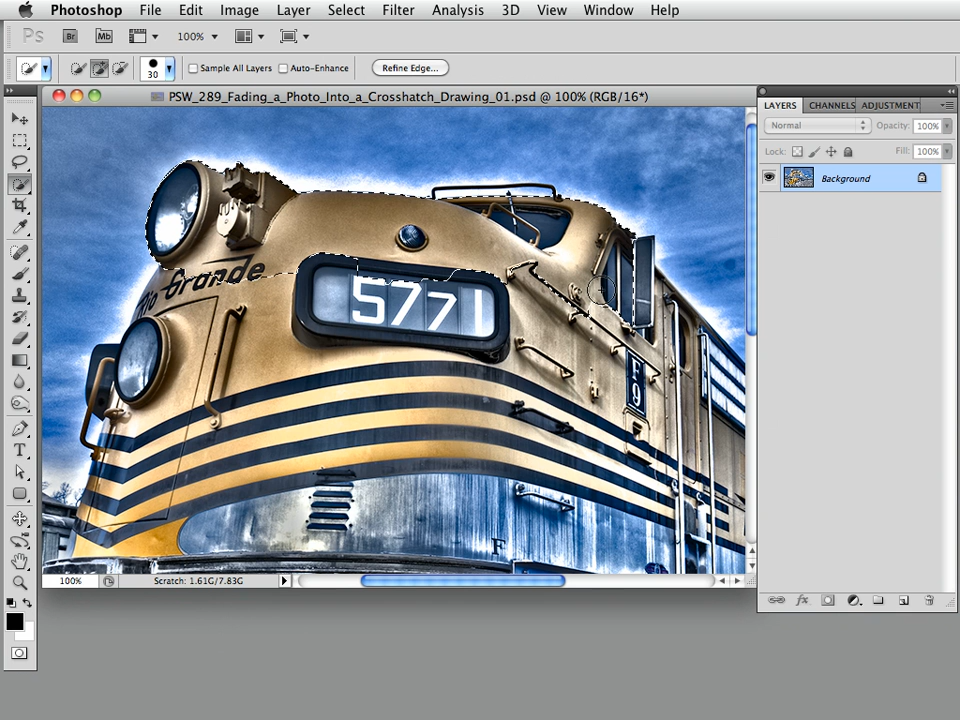 Photoshop File Edit Image Layer Select Filter Analysis 3D View Window Help
Ps Br Mb 100%
30 Sample All Layers Auto-Enhance Refine Edge...
PSW_289_Fading_a_Photo_Into_a_Crosshatch_Drawing_01.psd @ 100% (RGB/16*)
LAYERS CHANNELS ADJUSTMENT
Normal Opacity: 100%
Lock: Fill: 100%
Background
Rio Grande
5771
F9
F
100% Scratch: 1.61G/7.83G